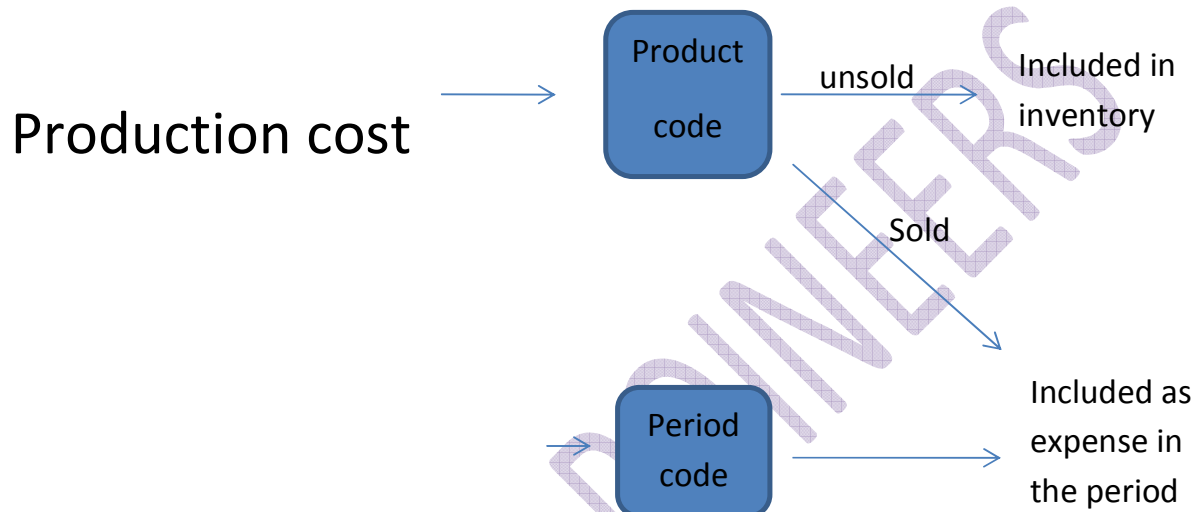 Production cost
Product
code
unsold
Included in
inventory
Sold
Period
code
Included as
expense in
the period